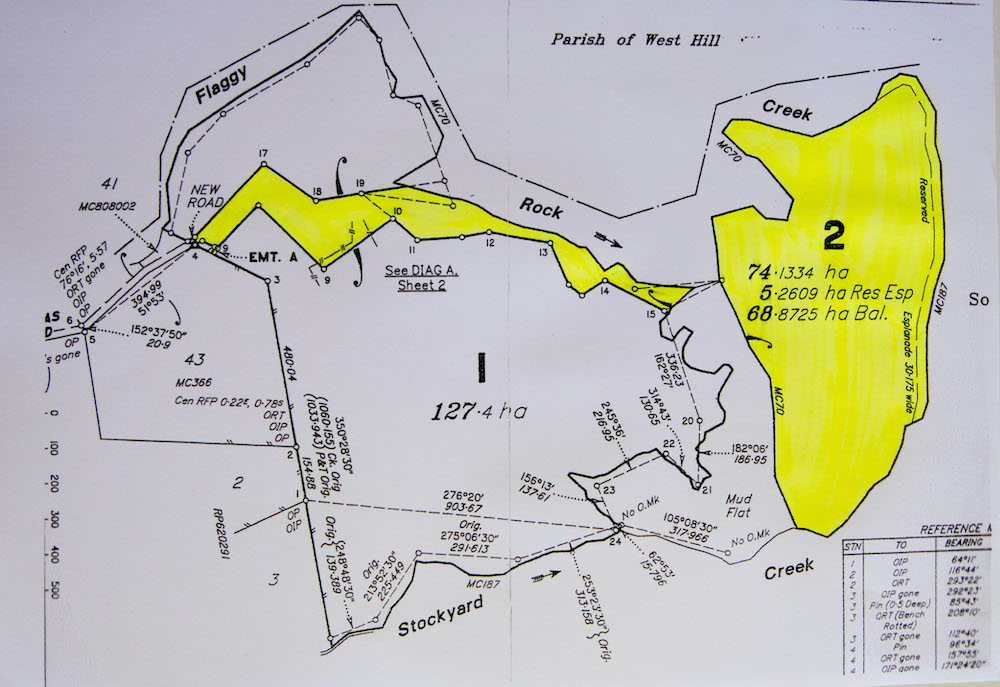 Parish of West Hill
Flaggy
Creek
MC70
MC70
41
MC808002
NEW
ROAD
17
18
19
10
11
12
13
14
15
Rock
Reserved
2
74.1334 ha
5.2609 ha Res Esp
68.8725 ha Bal.
MC187
Esplanade 30.175 wide
So
Cen RFP
76°16' 5.57
ORT gone
OIP
OP
394.99
51°53'
4
9
EMT. A
3
9
See DIAG A.
Sheet 2
AS
D
6
5
OP
's gone
152°37'50"
20.9
43
MC366
Cen RFP 0.225, 0.785
ORT
OIP
OP
480.04
1
127.4 ha
336.23
162°27'
MC70
20
314°43'
130.65
245°36'
216.95
22
182°06'
186.95
21
23
156°13'
137.61
Mud
Flat
350°28'30"
(1060.155) Ck. Orig
(1033.943) P&T Orig.
154.88
2
1
OP
OIP
2
RP620291
3
276°20'
903.67
Orig.
275°06'30"
291.613
No O.Mk
105°08'30"
317.966
No O.Mk
24
62°53'
15.796
Orig.
248°48'30"
139.389
Orig.
213°52'30"
225.449
MC187
253°23'30"
313.158
Orig.
Stockyard
Creek
0
100
200
300
400
500
REFERENCE M
STN TO BEARING
1 OIP 64°11'
2 OIP 116°44'
2 ORT 293°22'
3 OIP gone 292°23'
3 Pin (0.5 Deep) 85°43'
3 ORT (Bench 208°10'
Rotted)
3 ORT gone 112°40'
Pin 96°34'
4 ORT gone 157°55'
OIP gone 171°24'20"